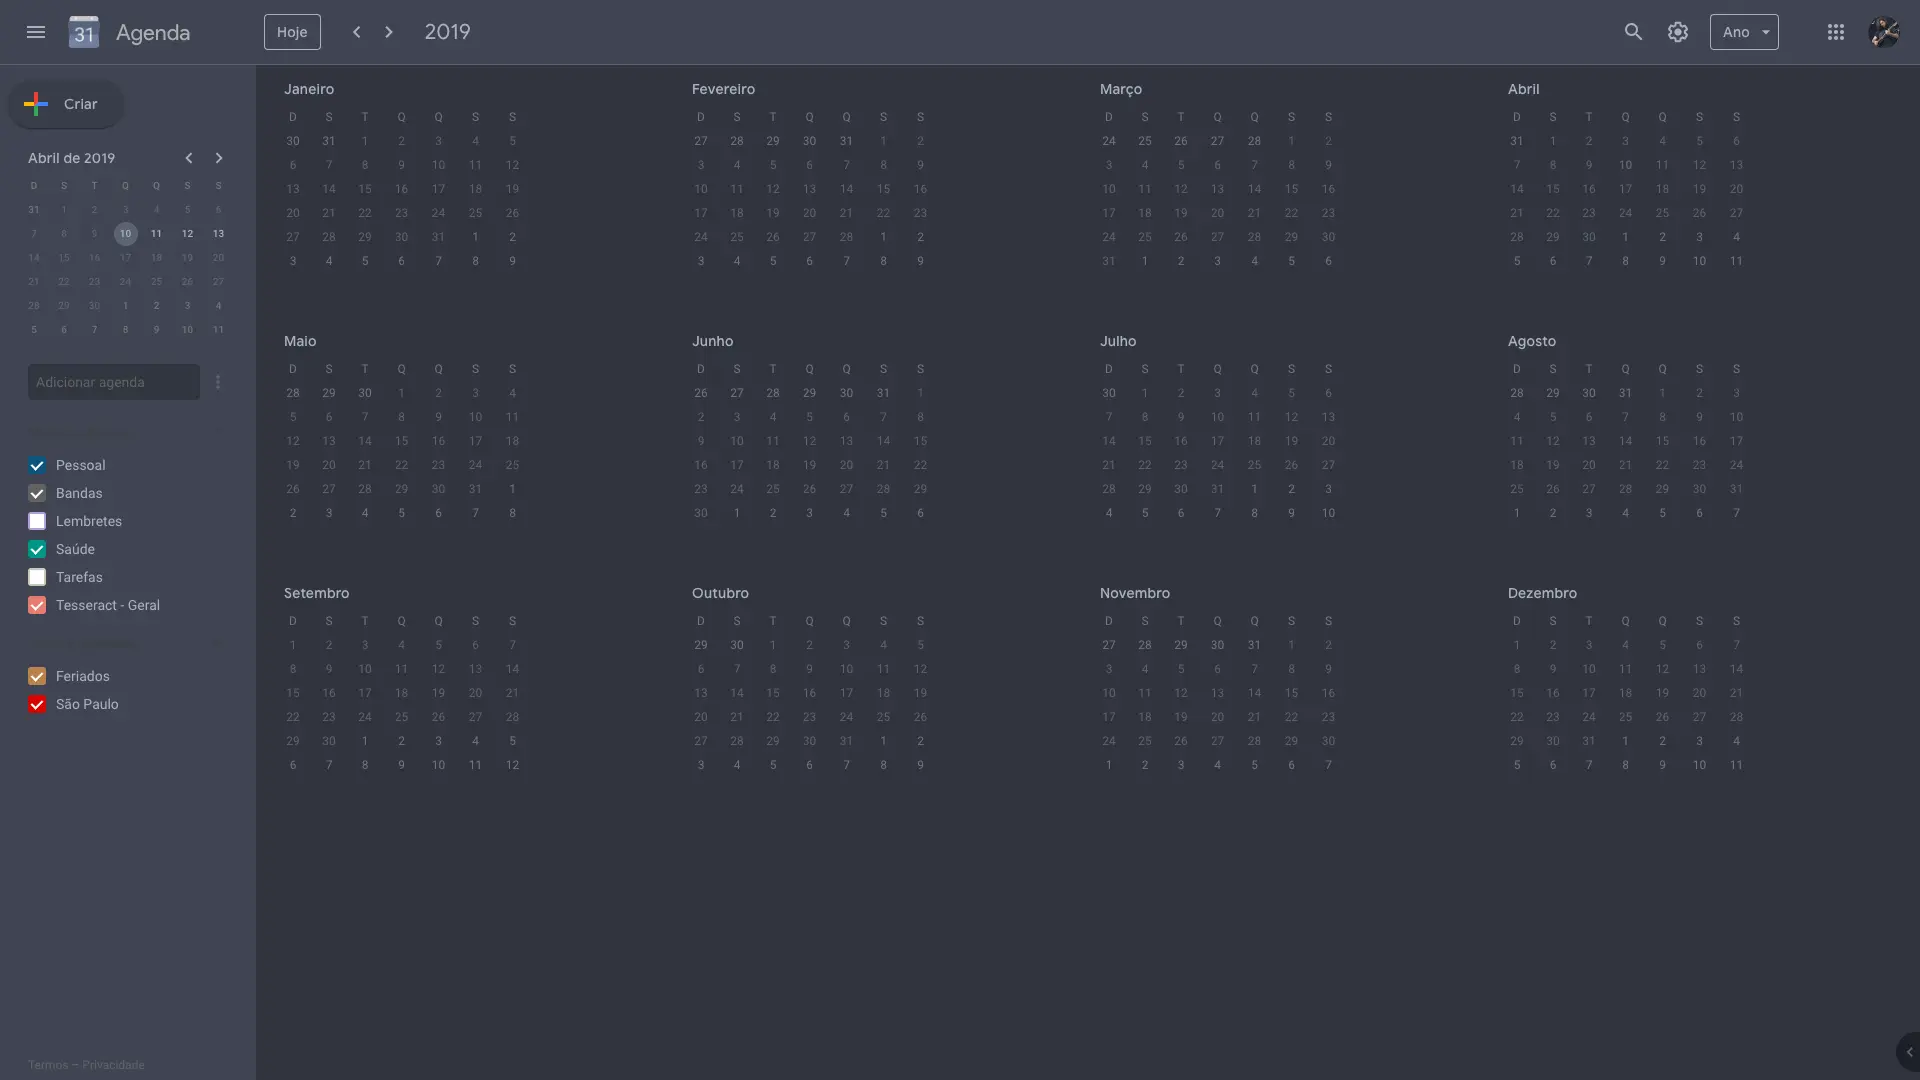 31 Agenda Hoje 2019 Ano
Criar
Abril de 2019
D S T Q Q S S
31 1 2 3 4 5 6
7 8 9 10 11 12 13
14 15 16 17 18 19 20
21 22 23 24 25 26 27
28 29 30 1 2 3 4
5 6 7 8 9 10 11
Adicionar agenda
Pessoal
Bandas
Lembretes
Saúde
Tarefas
Tesseract - Geral
Feriados
São Paulo
Termos – Privacidade
Janeiro
D S T Q Q S S
30 31 1 2 3 4 5
6 7 8 9 10 11 12
13 14 15 16 17 18 19
20 21 22 23 24 25 26
27 28 29 30 31 1 2
3 4 5 6 7 8 9
Fevereiro
D S T Q Q S S
27 28 29 30 31 1 2
3 4 5 6 7 8 9
10 11 12 13 14 15 16
17 18 19 20 21 22 23
24 25 26 27 28 1 2
3 4 5 6 7 8 9
Março
D S T Q Q S S
24 25 26 27 28 1 2
3 4 5 6 7 8 9
10 11 12 13 14 15 16
17 18 19 20 21 22 23
24 25 26 27 28 29 30
31 1 2 3 4 5 6
Abril
D S T Q Q S S
31 1 2 3 4 5 6
7 8 9 10 11 12 13
14 15 16 17 18 19 20
21 22 23 24 25 26 27
28 29 30 1 2 3 4
5 6 7 8 9 10 11
Maio
D S T Q Q S S
28 29 30 1 2 3 4
5 6 7 8 9 10 11
12 13 14 15 16 17 18
19 20 21 22 23 24 25
26 27 28 29 30 31 1
2 3 4 5 6 7 8
Junho
D S T Q Q S S
26 27 28 29 30 31 1
2 3 4 5 6 7 8
9 10 11 12 13 14 15
16 17 18 19 20 21 22
23 24 25 26 27 28 29
30 1 2 3 4 5 6
Julho
D S T Q Q S S
30 1 2 3 4 5 6
7 8 9 10 11 12 13
14 15 16 17 18 19 20
21 22 23 24 25 26 27
28 29 30 31 1 2 3
4 5 6 7 8 9 10
Agosto
D S T Q Q S S
28 29 30 31 1 2 3
4 5 6 7 8 9 10
11 12 13 14 15 16 17
18 19 20 21 22 23 24
25 26 27 28 29 30 31
1 2 3 4 5 6 7
Setembro
D S T Q Q S S
1 2 3 4 5 6 7
8 9 10 11 12 13 14
15 16 17 18 19 20 21
22 23 24 25 26 27 28
29 30 1 2 3 4 5
6 7 8 9 10 11 12
Outubro
D S T Q Q S S
29 30 1 2 3 4 5
6 7 8 9 10 11 12
13 14 15 16 17 18 19
20 21 22 23 24 25 26
27 28 29 30 31 1 2
3 4 5 6 7 8 9
Novembro
D S T Q Q S S
27 28 29 30 31 1 2
3 4 5 6 7 8 9
10 11 12 13 14 15 16
17 18 19 20 21 22 23
24 25 26 27 28 29 30
1 2 3 4 5 6 7
Dezembro
D S T Q Q S S
1 2 3 4 5 6 7
8 9 10 11 12 13 14
15 16 17 18 19 20 21
22 23 24 25 26 27 28
29 30 31 1 2 3 4
5 6 7 8 9 10 11